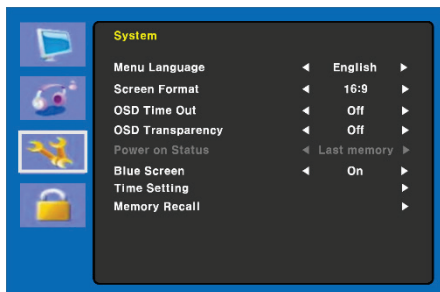 System
Menu Language ◀ English ▶
Screen Format ◀ 16:9 ▶
OSD Time Out ◀ Off ▶
OSD Transparency ◀ Off ▶
Power on Status ◀ Last memory ▶
Blue Screen ◀ On ▶
Time Setting ▶
Memory Recall ▶